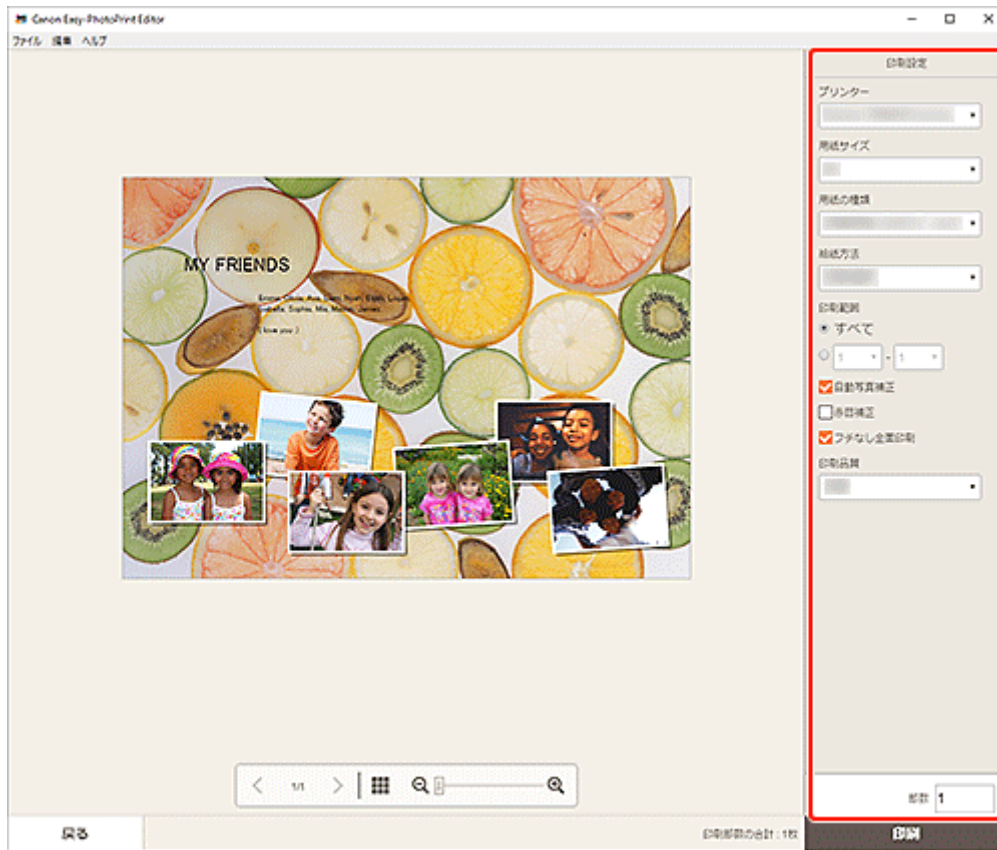 Canon Easy-PhotoPrint Editor
ファイル 編集 ヘルプ
MY FRIENDS
I love you :)
1/1
戻る
印刷部数の合計 : 1枚
印刷設定
プリンター
用紙サイズ
用紙の種類
給紙方法
印刷範囲
すべて
1 - 1
自動写真補正
赤目補正
フチなし全面印刷
印刷品質
部数 1
印刷